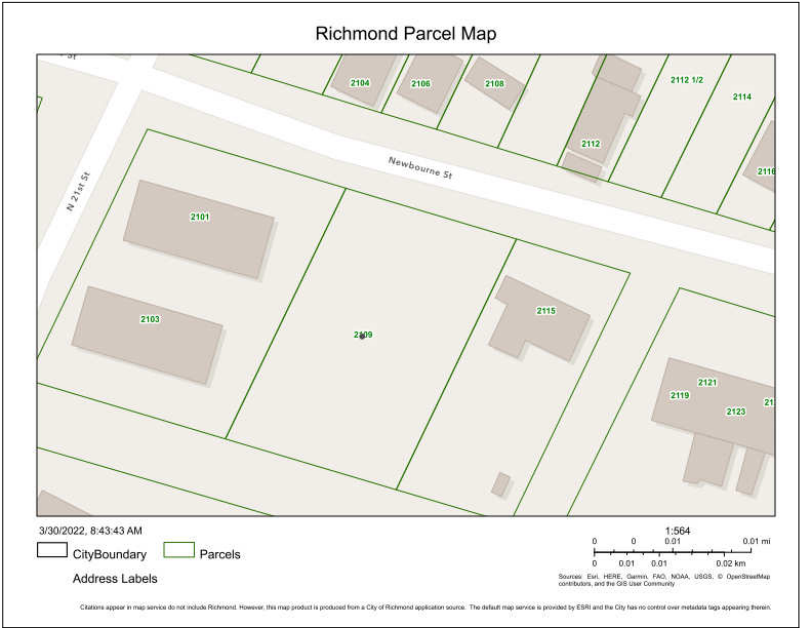 Richmond Parcel Map
St
2104
2106
2108
2112 1/2
2114
2112
2116
Newbourne St
N 21st St
2101
2109
2103
2115
2121
2119
2123
3/30/2022, 8:43:43 AM
CityBoundary
Parcels
Address Labels
1:564
0 0 0.01 0.01 mi
0 0.01 0.01 0.02 km
Sources: Esri, HERE, Garmin, FAO, NOAA, USGS, © OpenStreetMap
contributors, and the GIS User Community
Citations appear in map service do not include Richmond. However, this map product is produced from a City of Richmond application source. The default map service is provided by ESRI and the City has no control over metadata tags appearing therein.